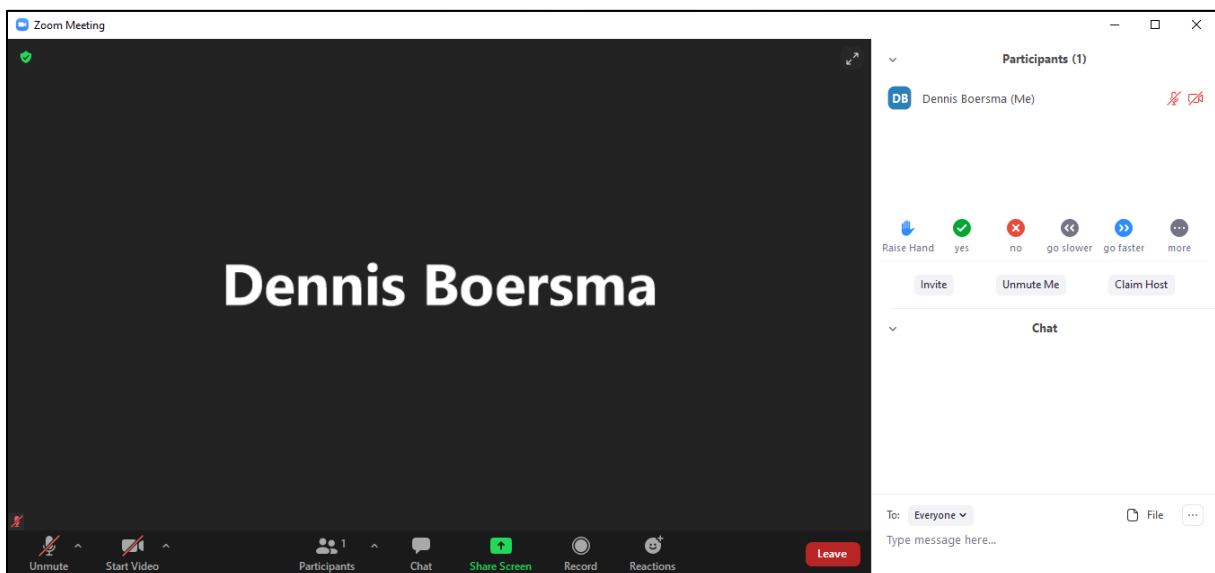 Zoom Meeting
Participants (1)
DB Dennis Boersma (Me)
Dennis Boersma
Raise Hand yes no go slower go faster more
Invite Unmute Me Claim Host
Chat
To: Everyone File ...
Type message here...
Unmute Start Video Participants 1 Chat Share Screen Record Reactions Leave